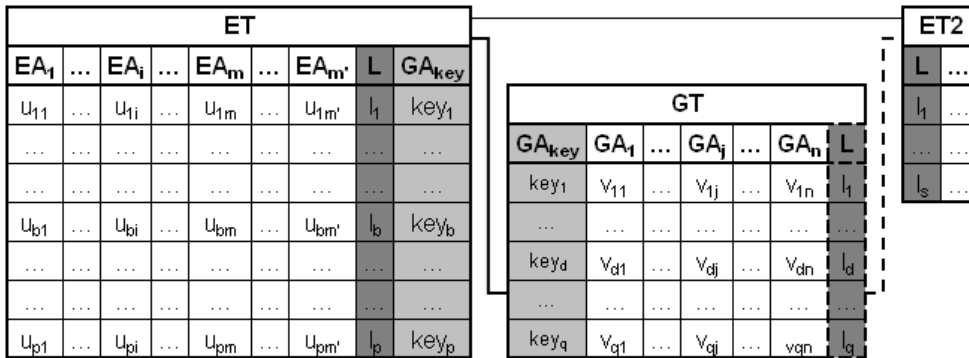 ET
EA1 ... EAi ... EAm ... EAm' L GAkey
u11 ... u1i ... u1m ... u1m' l1 key1
... ... ... ... ... ... ... ... ...
... ... ... ... ... ... ... ... ...
ub1 ... ubi ... ubm ... ubm' lb keyb
... ... ... ... ... ... ... ... ...
... ... ... ... ... ... ... ... ...
up1 ... upi ... upm ... upm' lp keyp
GT
GAkey GA1 ... GAj ... GAn L
key1 v11 ... v1j ... v1n l1
... ... ... ... ... ... ...
keyd vd1 ... vdj ... vdn ld
... ... ... ... ... ... ...
keyq vq1 ... vqj ... vqn lq
ET2
L ...
l1 ...
... ...
ls ...